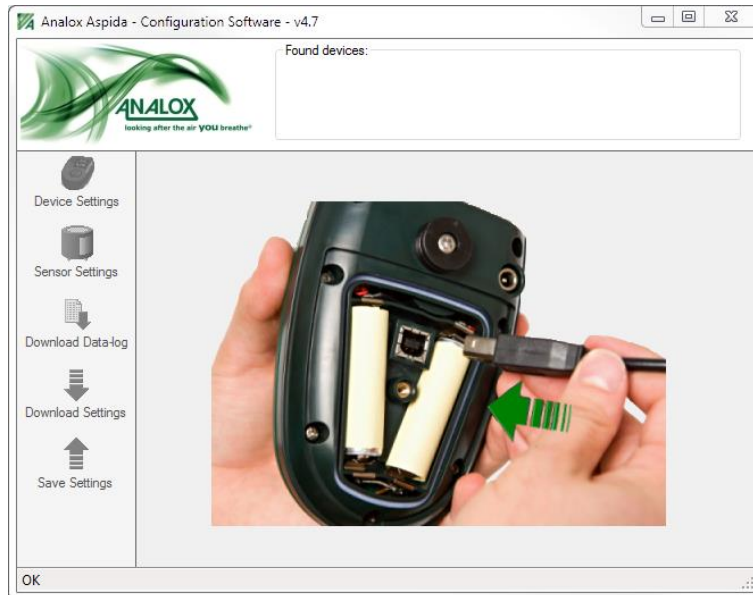 Analox Aspida - Configuration Software - v4.7
Found devices:
ANALOX
looking after the air YOU breathe®
Device Settings
Sensor Settings
Download Data-log
Download Settings
Save Settings
OK